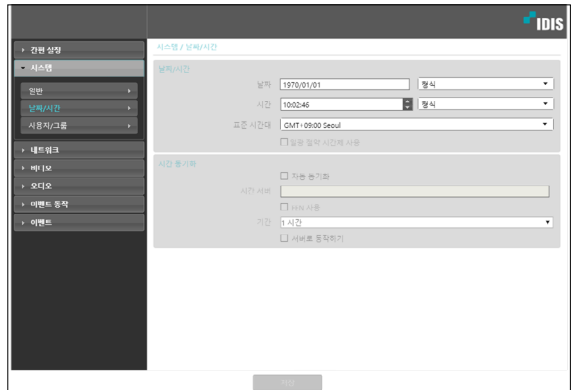 IDIS
간편 설정
시스템
일반
날짜/시간
사용자/그룹
네트워크
비디오
오디오
이벤트 동작
이벤트
시스템 / 날짜/시간
날짜/시간
날짜 1970/01/01 형식
시간 10:02:46 형식
표준 시간대 GMT+09:00 Seoul
일광 절약 시간제 사용
시간 동기화
자동 동기화
시간 서버
사용
기간 1 시간
서버로 동작하기
저장